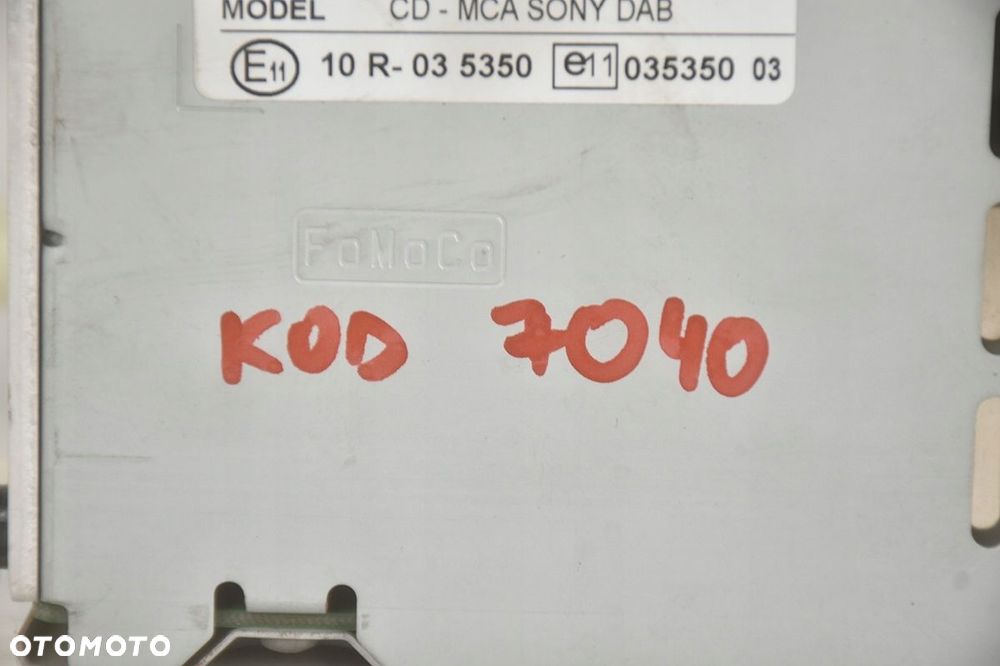 MODEL CD - MCA SONY DAB
E11 10 R- 03 5350 e11 035350 03
FoMoCo
KOD 7040
OTOMOTO